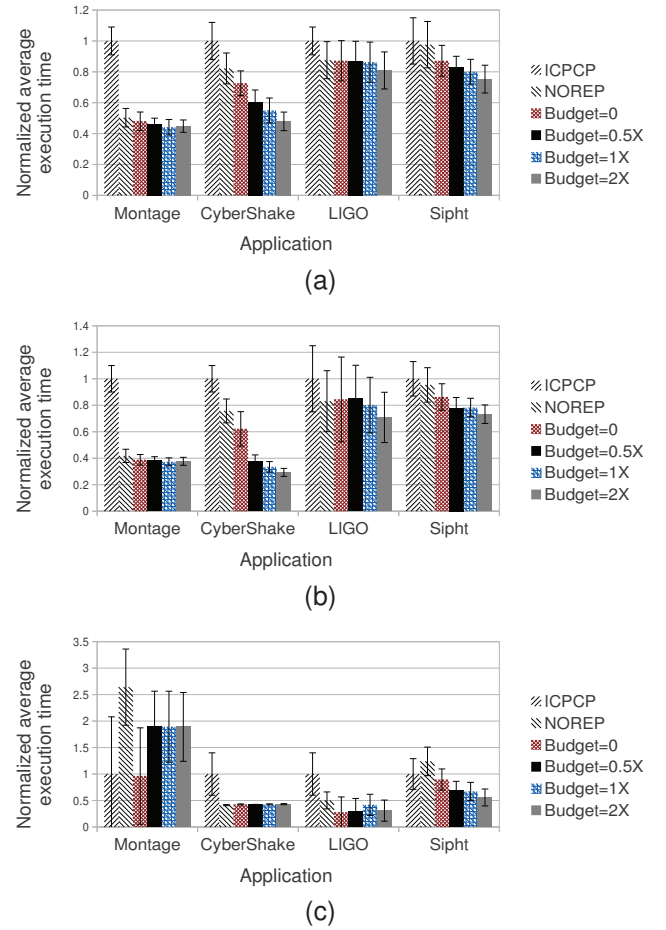 Normalized average
execution time
1.2
1
0.8
0.6
0.4
0.2
0
Montage CyberShake LIGO Sipht
Application
ICPCP
NOREP
Budget=0
Budget=0.5X
Budget=1X
Budget=2X
(a)
Normalized average
execution time
1.4
1.2
1
0.8
0.6
0.4
0.2
0
Montage CyberShake LIGO Sipht
Application
ICPCP
NOREP
Budget=0
Budget=0.5X
Budget=1X
Budget=2X
(b)
Normalized average
execution time
3.5
3
2.5
2
1.5
1
0.5
0
Montage CyberShake LIGO Sipht
Application
ICPCP
NOREP
Budget=0
Budget=0.5X
Budget=1X
Budget=2X
(c)